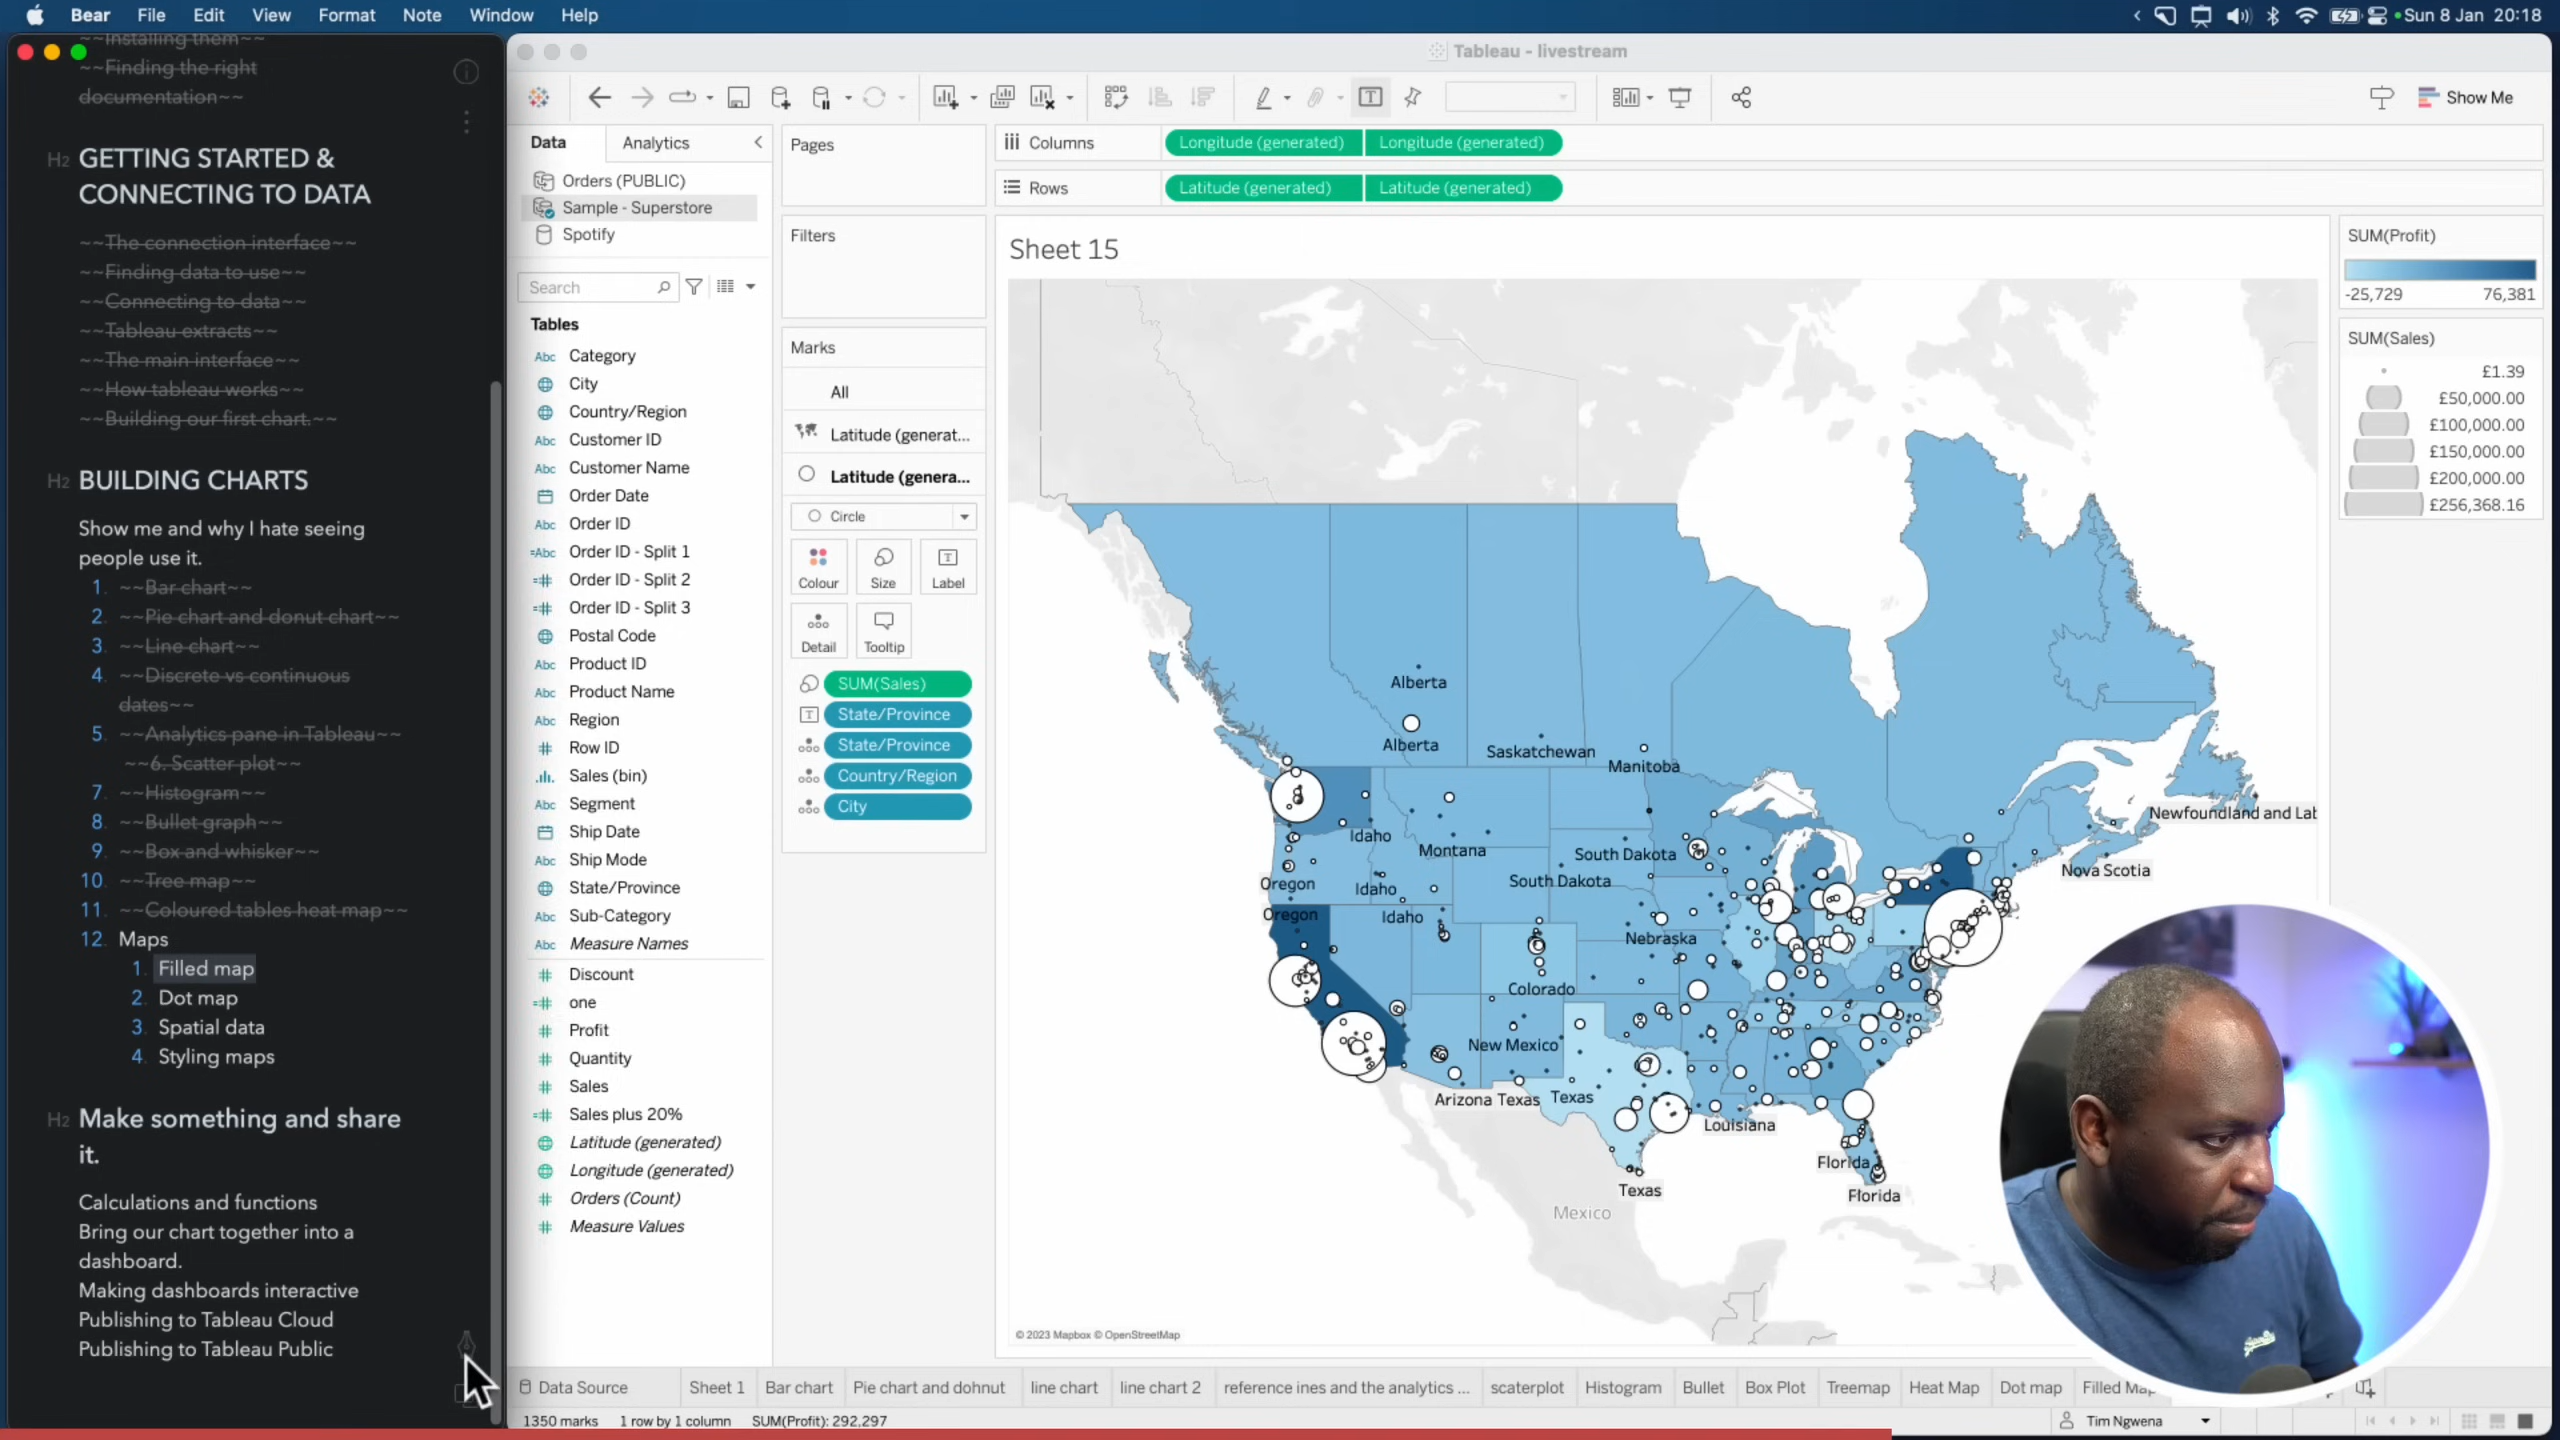 Bear File Edit View Format Note Window Help
Sun 8 Jan 20:18
~~Installing them~~
~~Finding the right
documentation~~
H2 GETTING STARTED &
CONNECTING TO DATA
~~The connection interface~~
~~Finding data to use~~
~~Connecting to data~~
~~Tableau extracts~~
~~The main interface~~
~~How tableau works~~
~~Building our first chart.~~
H2 BUILDING CHARTS
Show me and why I hate seeing
people use it.
1. ~~Bar chart~~
2. ~~Pie chart and donut chart~~
3. ~~Line chart~~
4. ~~Discrete vs continuous
dates~~
5. ~~Analytics pane in Tableau~~
~~6. Scatter plot~~
7. ~~Histogram~~
8. ~~Bullet graph~~
9. ~~Box and whisker~~
10. ~~Tree map~~
11. ~~Coloured tables heat map~~
12. Maps
1. Filled map
2. Dot map
3. Spatial data
4. Styling maps
H2 Make something and share
it.
Calculations and functions
Bring our chart together into a
dashboard.
Making dashboards interactive
Publishing to Tableau Cloud
Publishing to Tableau Public
Tableau - livestream
Show Me
Data Analytics
Orders (PUBLIC)
Sample - Superstore
Spotify
Search
Tables
Abc Category
City
Country/Region
Abc Customer ID
Abc Customer Name
Order Date
Abc Order ID
=Abc Order ID - Split 1
=# Order ID - Split 2
=# Order ID - Split 3
Postal Code
Abc Product ID
Abc Product Name
Abc Region
# Row ID
Sales (bin)
Abc Segment
Ship Date
Abc Ship Mode
State/Province
Abc Sub-Category
Abc Measure Names
# Discount
=# one
# Profit
# Quantity
# Sales
=# Sales plus 20%
Latitude (generated)
Longitude (generated)
# Orders (Count)
# Measure Values
Pages
Filters
Marks
All
Latitude (generat...
Latitude (genera...
Circle
Colour Size Label
Detail Tooltip
SUM(Sales)
State/Province
State/Province
Country/Region
City
Columns Longitude (generated) Longitude (generated)
Rows Latitude (generated) Latitude (generated)
Sheet 15
Alberta
Alberta
Saskatchewan
Manitoba
Newfoundland and Lab
Idaho
Montana
South Dakota
Nova Scotia
Oregon
Idaho
South Dakota
Oregon
Idaho
Nebraska
Colorado
New Mexico
Arizona Texas
Texas
Louisiana
Florida
Texas
Florida
Mexico
© 2023 Mapbox © OpenStreetMap
SUM(Profit)
-25,729 76,381
SUM(Sales)
£1.39
£50,000.00
£100,000.00
£150,000.00
£200,000.00
£256,368.16
Data Source Sheet 1 Bar chart Pie chart and dohnut line chart line chart 2 reference ines and the analytics ... scaterplot Histogram Bullet Box Plot Treemap Heat Map Dot map Filled Map
1350 marks 1 row by 1 column SUM(Profit): 292,297
Tim Ngwena